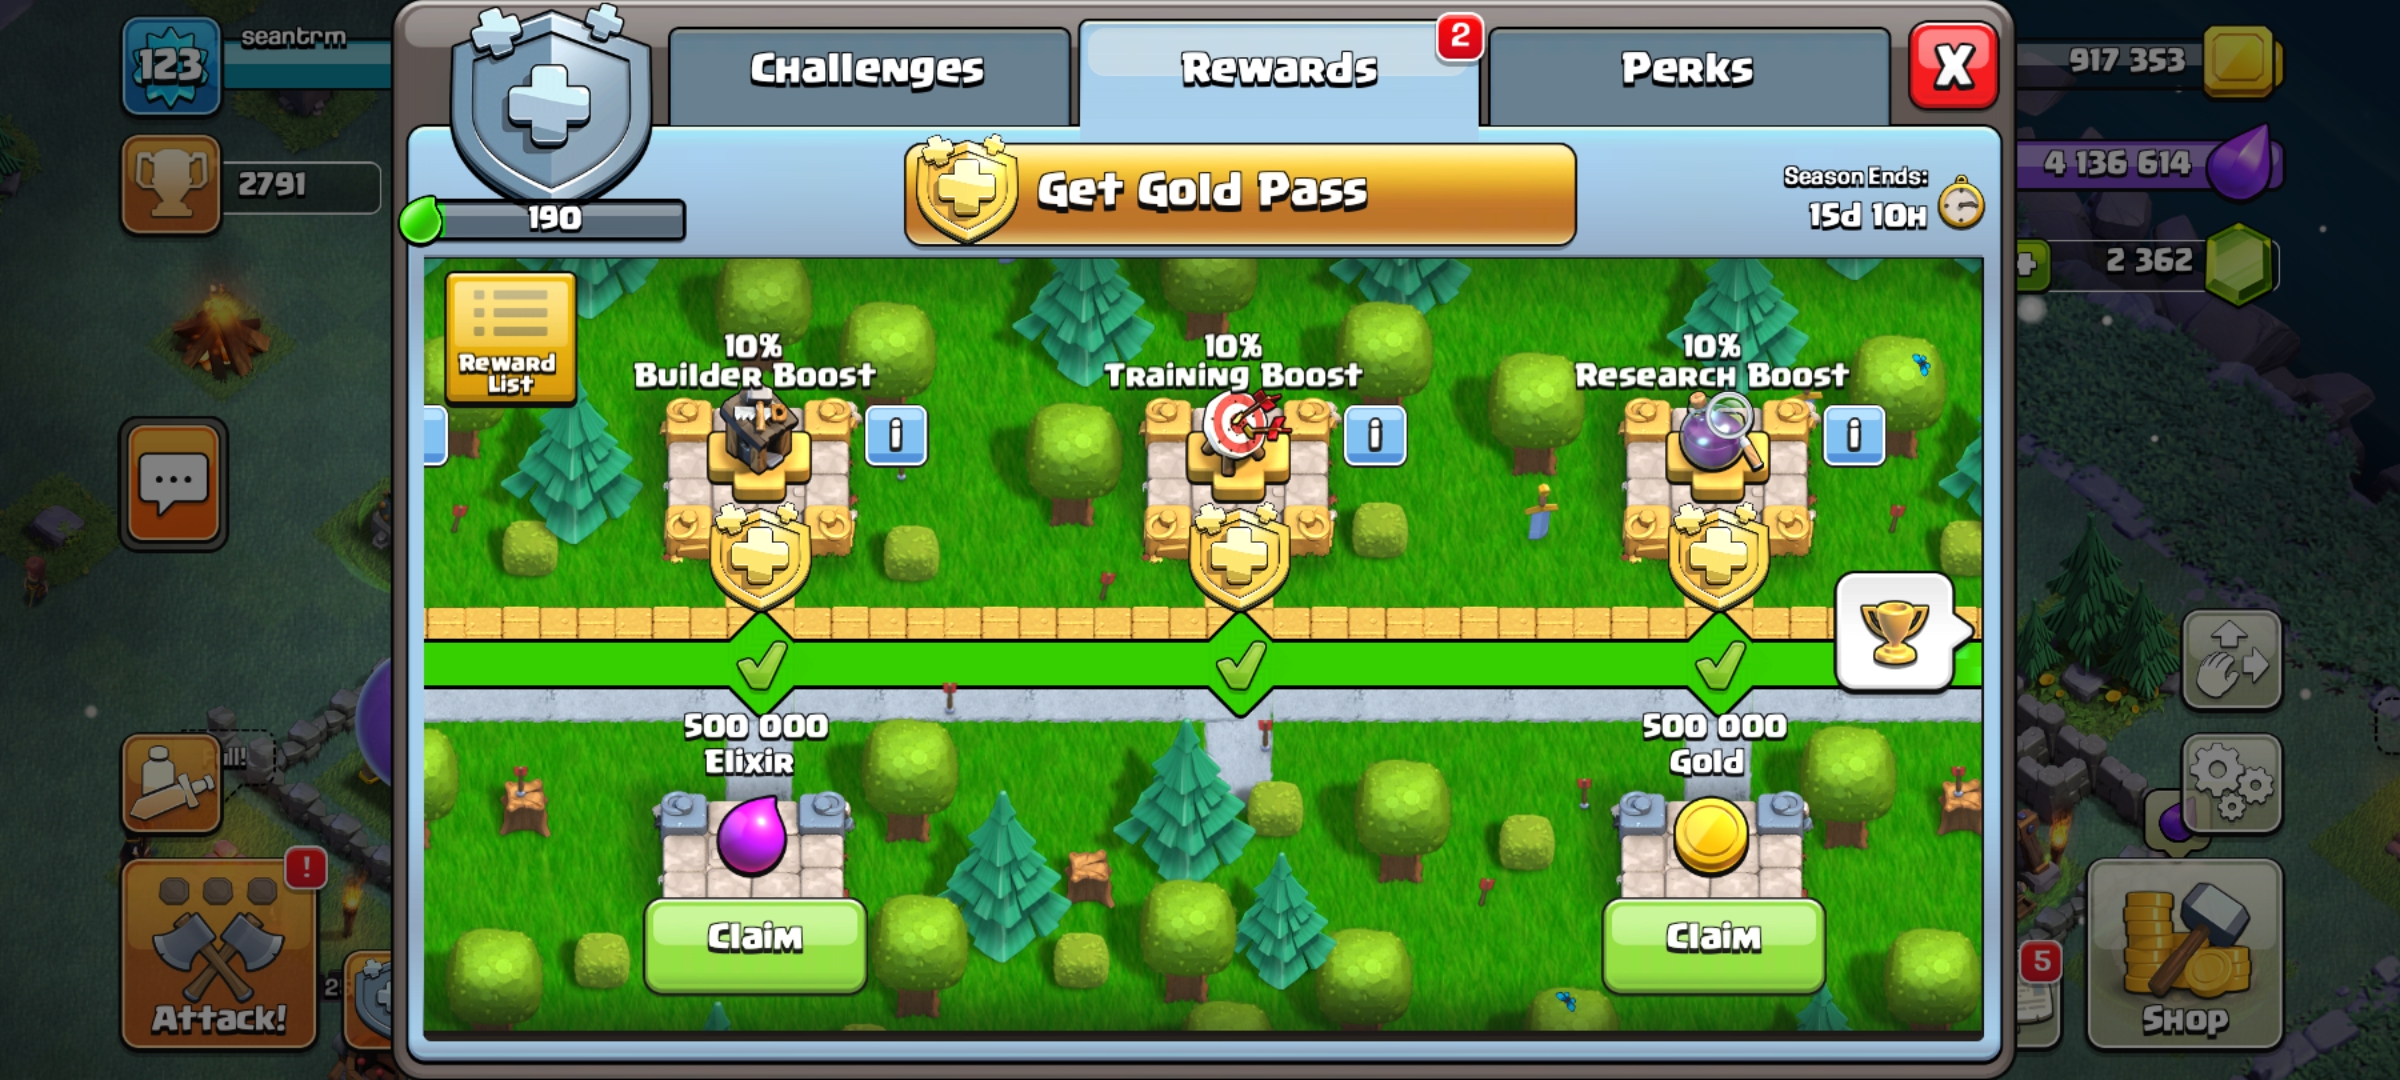 123
seantrm
2791
Challenges
Rewards
2
Perks
X
917 353
4 136 614
2 362
190
Get Gold Pass
Season Ends:
15d 10H
Reward
List
10%
Builder Boost
i
10%
Training Boost
i
10%
Research Boost
i
500 000
Elixir
Claim
500 000
Gold
Claim
!
Attack!
5
Shop